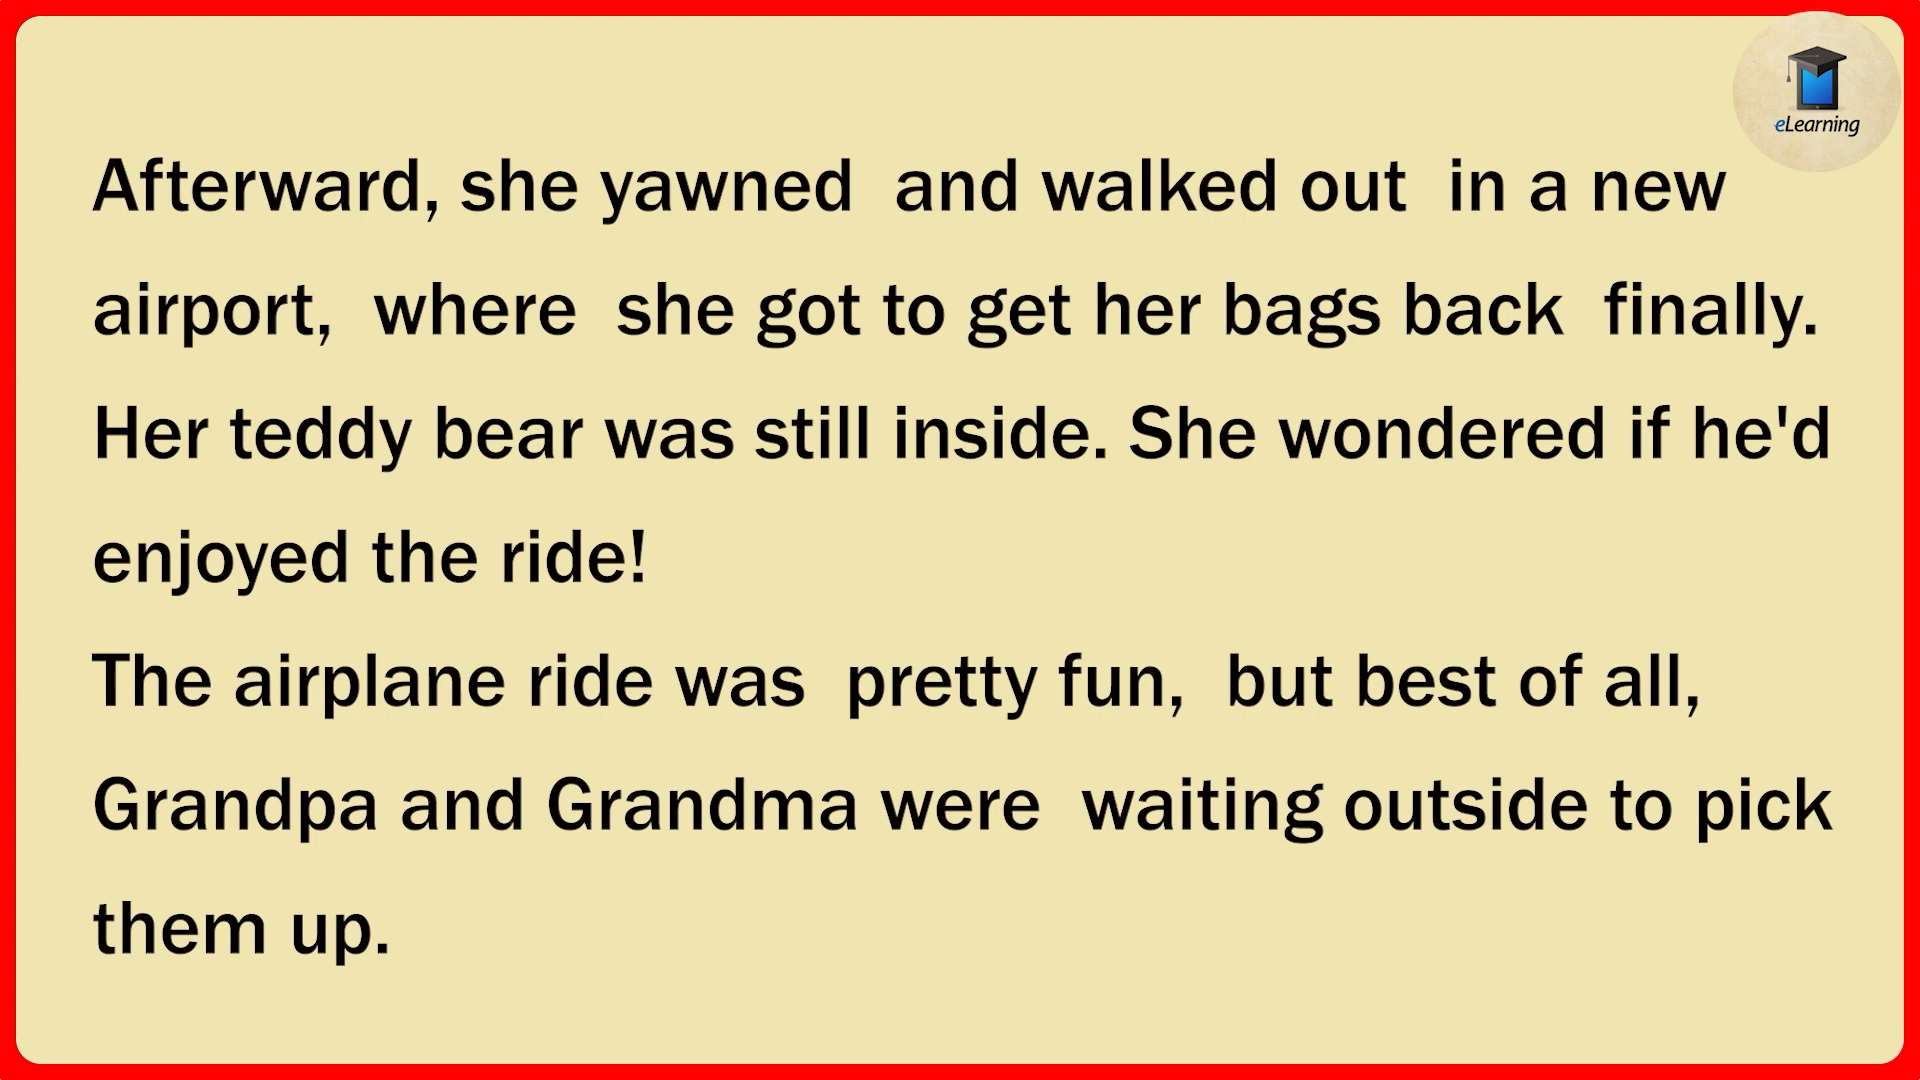 eLearning
Afterward, she yawned  and walked out  in a new
airport,  where  she got to get her bags back  finally.
Her teddy bear was still inside. She wondered if he'd
enjoyed the ride!
The airplane ride was  pretty fun,  but best of all,
Grandpa and Grandma were  waiting outside to pick
them up.